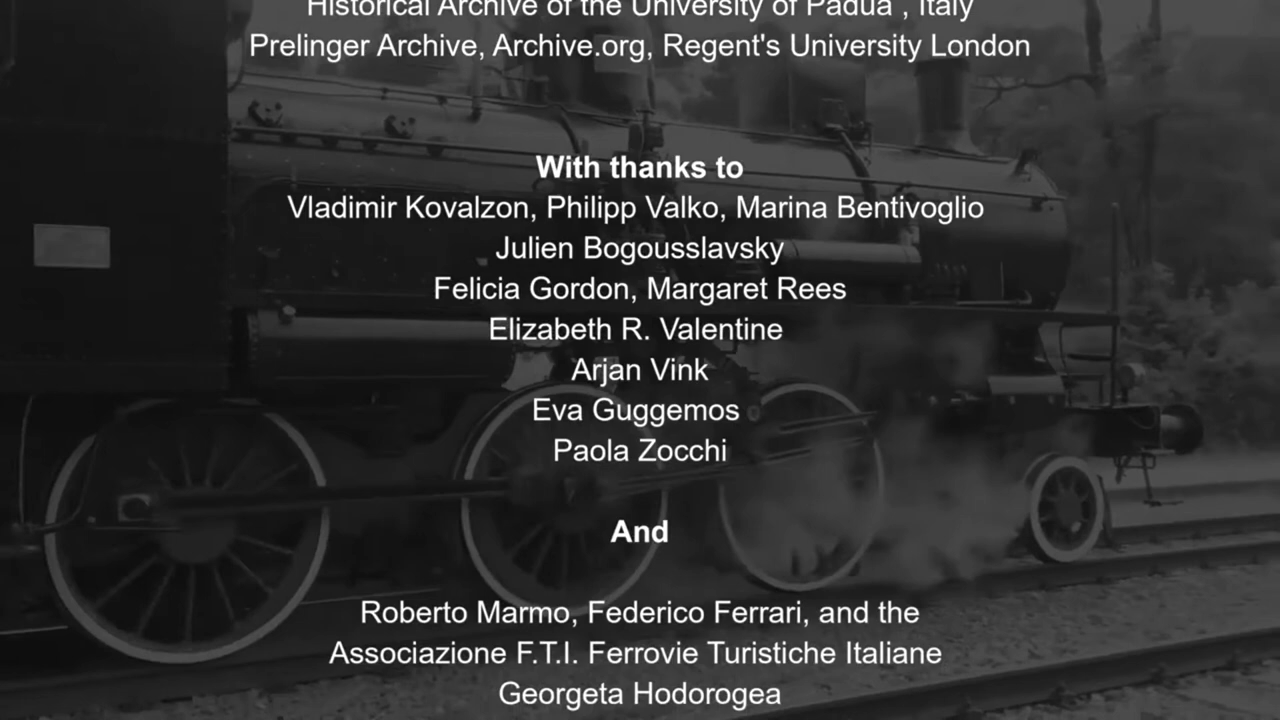 Historical Archive of the University of Padua , Italy
Prelinger Archive, Archive.org, Regent's University London
With thanks to
Vladimir Kovalzon, Philipp Valko, Marina Bentivoglio
Julien Bogousslavsky
Felicia Gordon, Margaret Rees
Elizabeth R. Valentine
Arjan Vink
Eva Guggemos
Paola Zocchi
And
Roberto Marmo, Federico Ferrari, and the
Associazione F.T.I. Ferrovie Turistiche Italiane
Georgeta Hodorogea